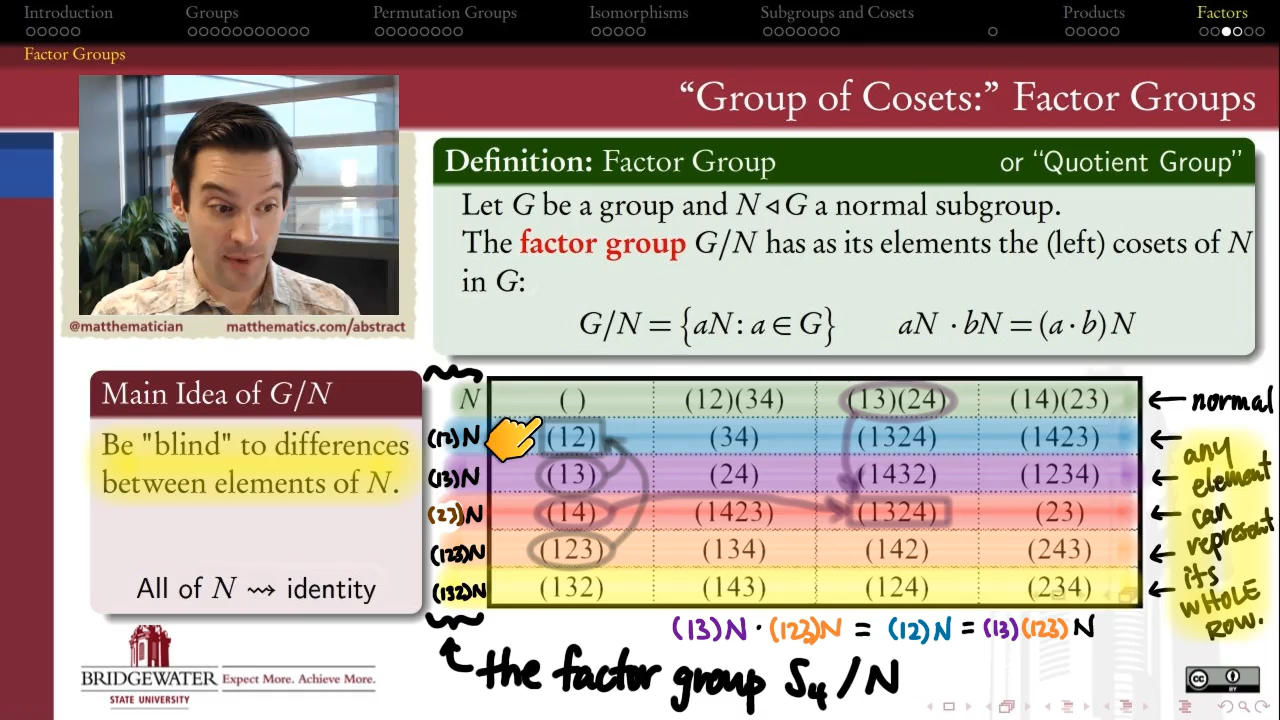 Introduction Groups Permutation Groups Isomorphisms Subgroups and Cosets Products Factors
Factor Groups
“Group of Cosets:” Factor Groups
Definition: Factor Group or “Quotient Group”
Let G be a group and N ◁ G a normal subgroup.
The factor group G/N has as its elements the (left) cosets of N
in G:
G/N = {aN: a ∈ G} aN · bN = (a · b) N
@matthematician matthematics.com/abstract
Main Idea of G/N
Be "blind" to differences
between elements of N.
All of N ⇝ identity
N () (12)(34) (13)(24) (14)(23) ← normal
(12)N (12) (34) (1324) (1423) ←
(13)N (13) (24) (1432) (1234) ←
(23)N (14) (1423) (1324) (23) ←
(123)N (123) (134) (142) (243) ←
(132)N (132) (143) (124) (234) ←
any
element
can
represent
its
WHOLE
ROW.
(13)N · (123)N = (12)N = (13)(123) N
the factor group S4/N
BRIDGEWATER
STATE UNIVERSITY
Expect More. Achieve More.
cc BY